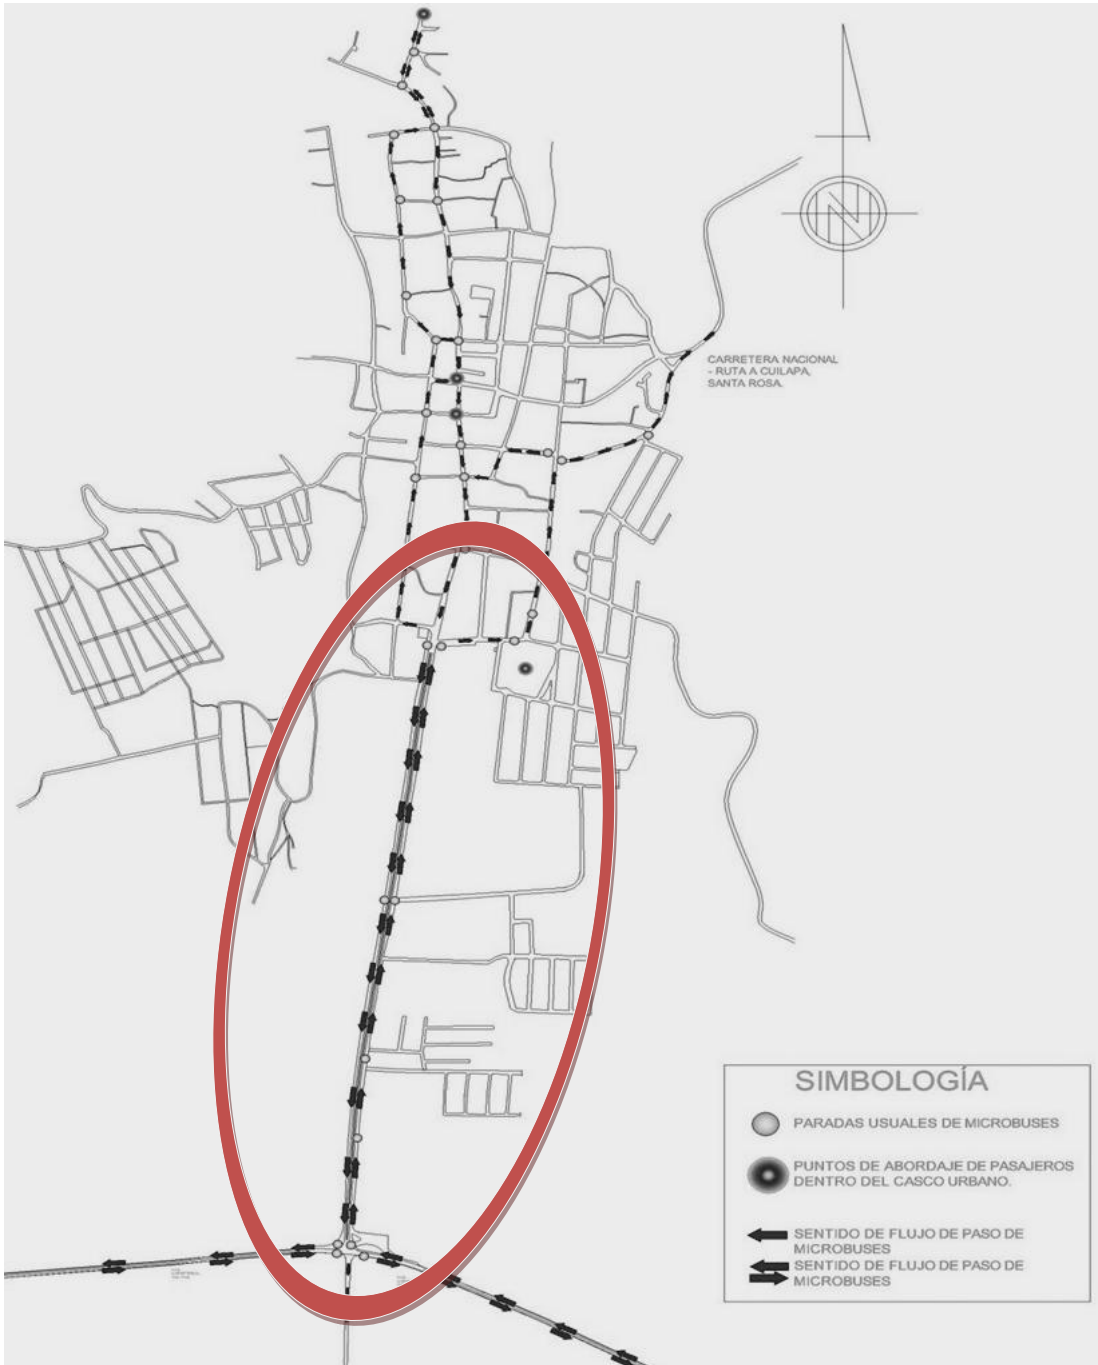 CARRETERA NACIONAL
- RUTA A CUILAPA,
SANTA ROSA.
SIMBOLOGÍA
PARADAS USUALES DE MICROBUSES
PUNTOS DE ABORDAJE DE PASAJEROS
DENTRO DEL CASCO URBANO.
SENTIDO DE FLUJO DE PASO DE
MICROBUSES
SENTIDO DE FLUJO DE PASO DE
MICROBUSES